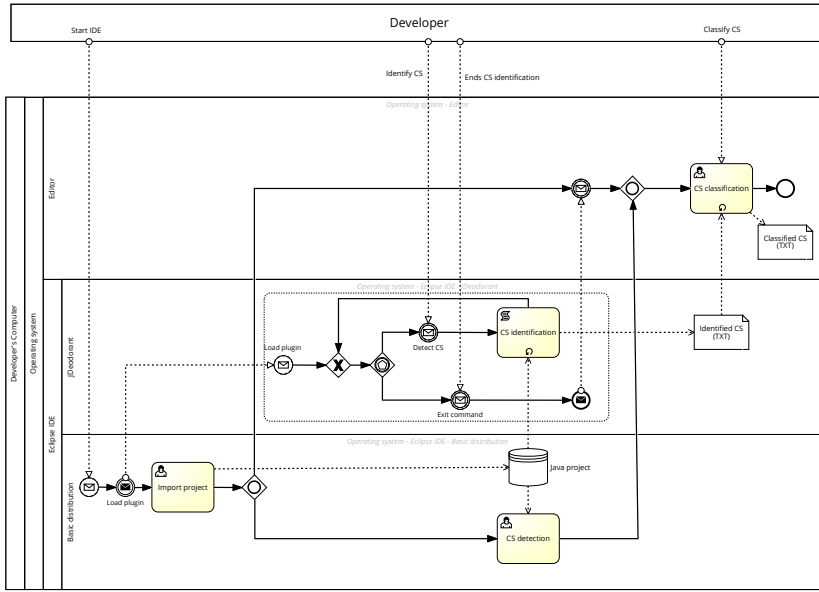 Developer
Start IDE
Classify CS
Identify CS
Ends CS identification
Operating system - Editor
Editor
CS classification
Classified CS
(TXT)
Developer's Computer
Operating system
Eclipse IDE
JDeodorant
Operating system - Eclipse IDE - JDeodorant
Load plugin
Detect CS
CS identification
Identified CS
(TXT)
Exit command
Operating system - Eclipse IDE - Basic distribution
Basic distribution
Load plugin
Import project
Java project
CS detection